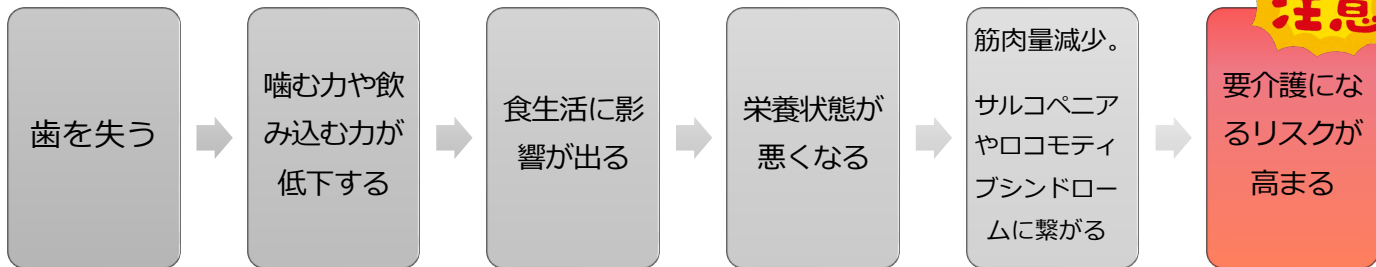 歯を失う
噛む力や飲
み込む力が
低下する
食生活に影
響が出る
栄養状態が
悪くなる
筋肉量減少。
サルコペニア
やロコモティ
ブシンドロー
ムに繋がる
注意
要介護にな
るリスクが
高まる